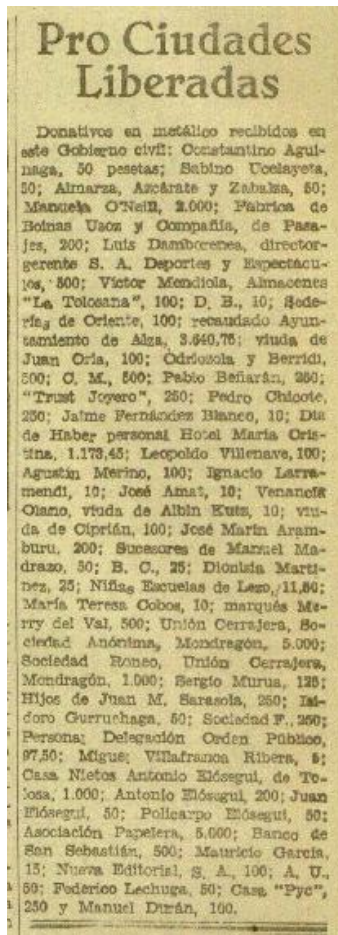 Pro Ciudades
Liberadas
Donativos en metálico recibidos en
este Gobierno civil: Constantino Agui-
naga, 50 pesetas; Sabino Ucelayeta,
50; Almarza, Azcárate y Zabalza, 50;
Manuela O'Neill, 2.000; Fábrica de
Boinas Usoz y Compañía, de Pasa-
jes, 200; Luis Damborenea, director-
gerente S. A. Deportes y Espectácu-
los, 500; Víctor Mendiola, Almacenes
"La Tolosana", 100; D. B., 10; Sede-
rías de Oriente, 100; recaudado Ayun-
tamiento de Alza, 3.640,75; viuda de
Juan Oria, 100; Odriozola y Berridi,
500; C. M., 500; Pablo Beñarán, 250;
"Trust Joyero", 250; Pedro Chicote,
250; Jaime Fernández Blanco, 10; Día
de Haber personal Hotel María Cris-
tina, 1.173,45; Leopoldo Villenave, 100;
Agustín Merino, 100; Ignacio Larra-
mendi, 10; José Amat, 10; Venancia
Olano, viuda de Albin Kutz, 10; viu-
da de Ciprián, 100; José Marín Aram-
buru, 200; Sucesores de Manuel Ma-
drazo, 50; B. C., 25; Dionisia Martí-
nez, 25; Niñas Escuelas de Lezo, 11,50;
María Teresa Cobos, 10; marqués Me-
rry del Val, 500; Unión Cerrajera, So-
ciedad Anónima, Mondragón, 5.000;
Sociedad Roneo, Unión Cerrajera,
Mondragón, 1.000; Sergio Murua, 125;
Hijos de Juan M. Sarasola, 250; Isi-
doro Gurruchaga, 50; Sociedad F., 250;
Personal Delegación Orden Público,
97,50; Miguel Villafranca Ribera, 5;
Casa Nietos Antonio Elósegui, de To-
losa, 1.000; Antonio Elósegui, 200; Juan
Elósegui, 50; Policarpo Elósegui, 50;
Asociación Papelera, 5.000; Banco de
San Sebastián, 500; Mauricio García,
15; Nueva Editorial, S. A., 100; A. U.,
50; Federico Lechuga, 50; Casa "Pyc",
250 y Manuel Durán, 100.